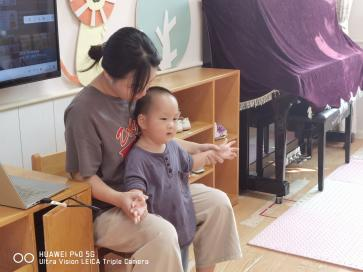 HUAWEI P40 5G
Ultra Vision LEICA Triple Camera